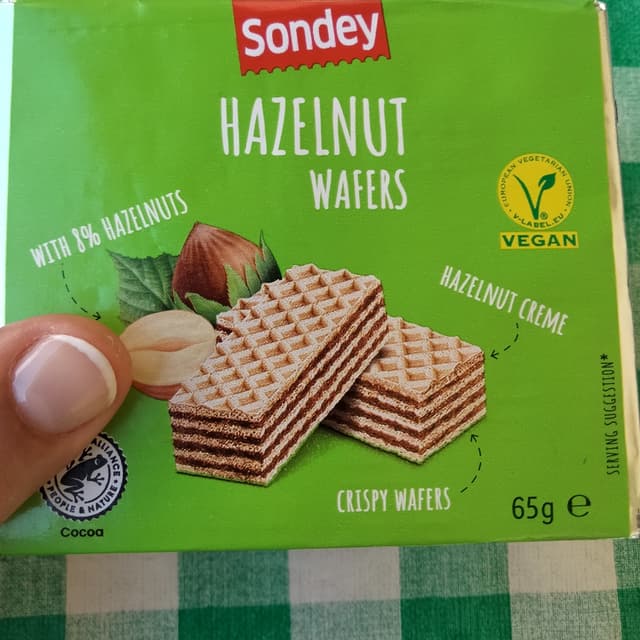 Sondey
HAZELNUT
WAFERS
EUROPEAN VEGETARIAN UNION
V-LABEL.EU
VEGAN
WITH 8% HAZELNUTS
HAZELNUT CREME
SERVING SUGGESTION*
ALLIANCE
PEOPLE & NATURE
Cocoa
CRISPY WAFERS
65g e